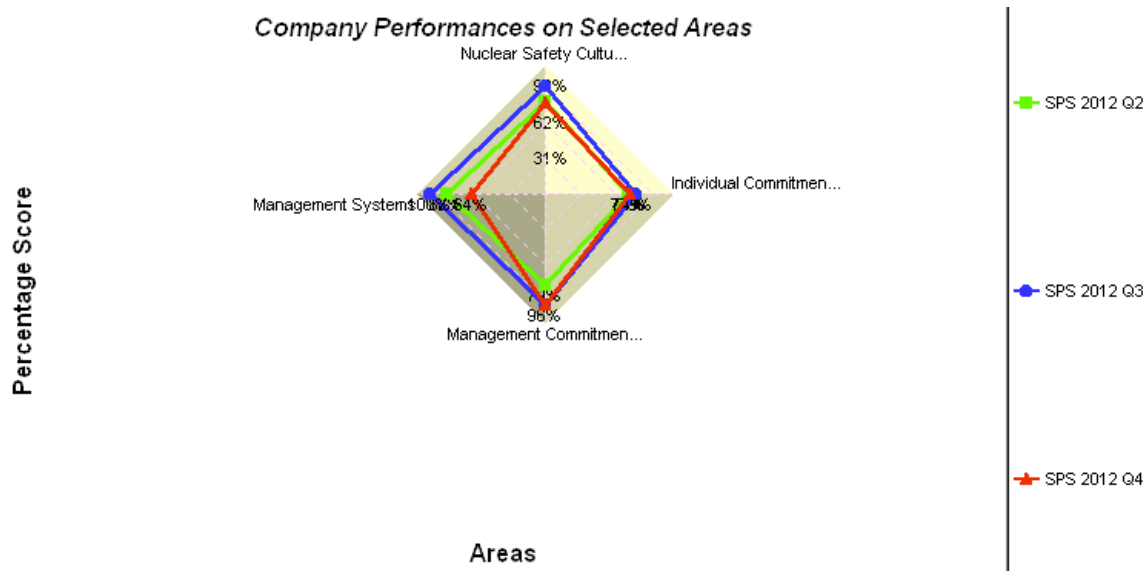 Company Performances on Selected Areas
Nuclear Safety Cultu...
62%
31%
Individual Commitmen...
Management Systems
64%
96%
Management Commitmen...
Percentage Score
Areas
SPS 2012 Q2
SPS 2012 Q3
SPS 2012 Q4